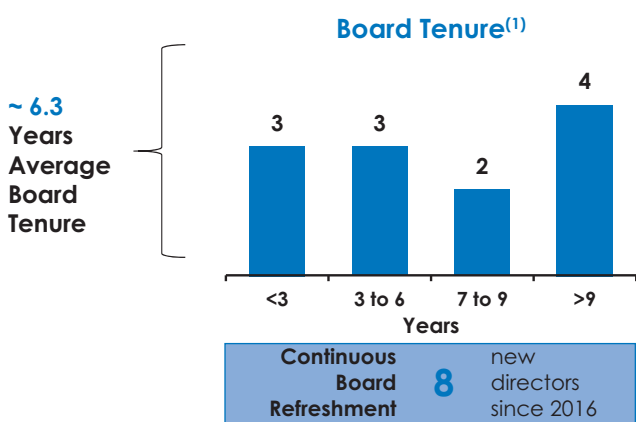 Board Tenure(1)
~ 6.3
Years
Average
Board
Tenure
3
3
2
4
<3
3 to 6
7 to 9
>9
Years
Continuous
Board
Refreshment
8
new
directors
since 2016